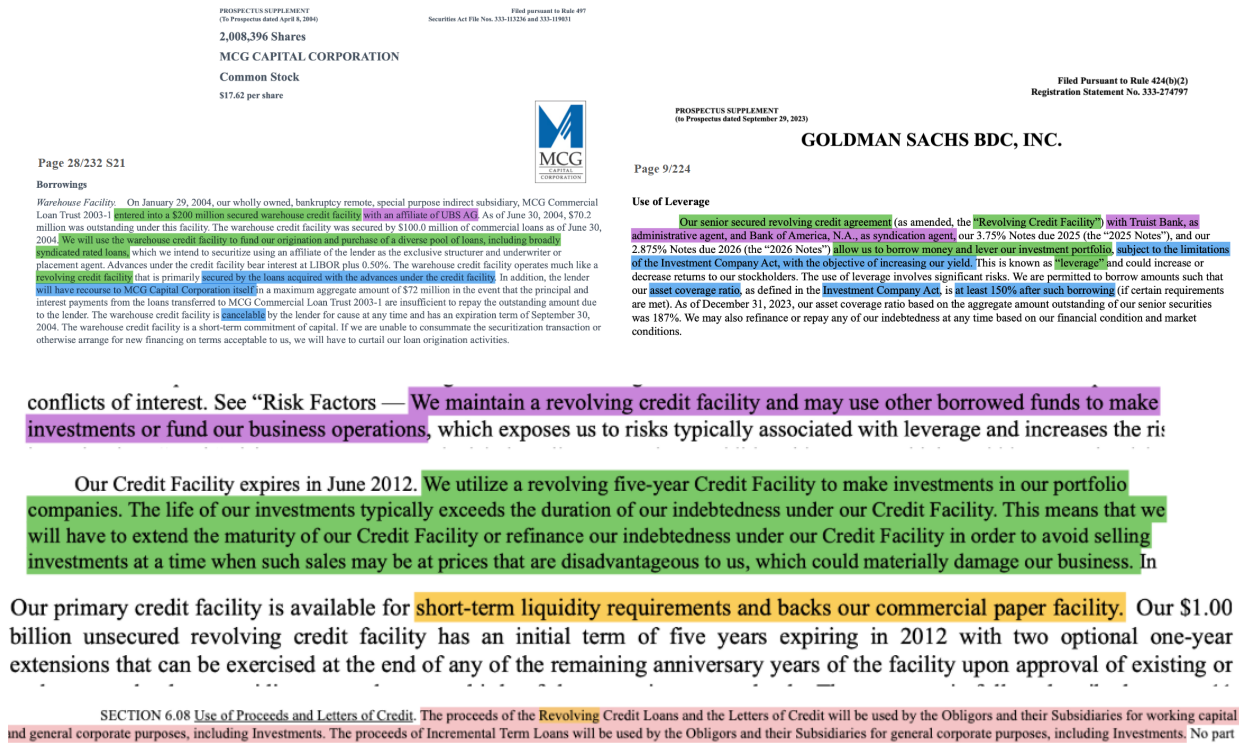 PROSPECTUS SUPPLEMENT
(To Prospectus dated April 8, 2004)
Filed pursuant to Rule 497
Securities Act File Nos. 333-113236 and 333-119031
2,008,396 Shares
MCG CAPITAL CORPORATION
Common Stock
$17.62 per share
MCG
CAPITAL
CORPORATION
Page 28/232 S21
Borrowings
Warehouse Facility. On January 29, 2004, our wholly owned, bankruptcy remote, special purpose indirect subsidiary, MCG Commercial
Loan Trust 2003-1 entered into a $200 million secured warehouse credit facility with an affiliate of UBS AG. As of June 30, 2004, $70.2
million was outstanding under this facility. The warehouse credit facility was secured by $100.0 million of commercial loans as of June 30,
2004. We will use the warehouse credit facility to fund our origination and purchase of a diverse pool of loans, including broadly
syndicated rated loans, which we intend to securitize using an affiliate of the lender as the exclusive structurer and underwriter or
placement agent. Advances under the credit facility bear interest at LIBOR plus 0.50%. The warehouse credit facility operates much like a
revolving credit facility that is primarily secured by the loans acquired with the advances under the credit facility. In addition, the lender
will have recourse to MCG Capital Corporation itself in a maximum aggregate amount of $72 million in the event that the principal and
interest payments from the loans transferred to MCG Commercial Loan Trust 2003-1 are insufficient to repay the outstanding amount due
to the lender. The warehouse credit facility is cancelable by the lender for cause at any time and has an expiration term of September 30,
2004. The warehouse credit facility is a short-term commitment of capital. If we are unable to consummate the securitization transaction or
otherwise arrange for new financing on terms acceptable to us, we will have to curtail our loan origination activities.
Filed Pursuant to Rule 424(b)(2)
Registration Statement No. 333-274797
PROSPECTUS SUPPLEMENT
(to Prospectus dated September 29, 2023)
GOLDMAN SACHS BDC, INC.
Page 9/224
Use of Leverage
Our senior secured revolving credit agreement (as amended, the “Revolving Credit Facility”) with Truist Bank, as
administrative agent, and Bank of America, N.A., as syndication agent, our 3.75% Notes due 2025 (the “2025 Notes”), and our
2.875% Notes due 2026 (the “2026 Notes”) allow us to borrow money and lever our investment portfolio, subject to the limitations
of the Investment Company Act, with the objective of increasing our yield. This is known as “leverage” and could increase or
decrease returns to our stockholders. The use of leverage involves significant risks. We are permitted to borrow amounts such that
our asset coverage ratio, as defined in the Investment Company Act, is at least 150% after such borrowing (if certain requirements
are met). As of December 31, 2023, our asset coverage ratio based on the aggregate amount outstanding of our senior securities
was 187%. We may also refinance or repay any of our indebtedness at any time based on our financial condition and market
conditions.
conflicts of interest. See “Risk Factors — We maintain a revolving credit facility and may use other borrowed funds to make
investments or fund our business operations, which exposes us to risks typically associated with leverage and increases the
Our Credit Facility expires in June 2012. We utilize a revolving five-year Credit Facility to make investments in our portfolio
companies. The life of our investments typically exceeds the duration of our indebtedness under our Credit Facility. This means that we
will have to extend the maturity of our Credit Facility or refinance our indebtedness under our Credit Facility in order to avoid selling
investments at a time when such sales may be at prices that are disadvantageous to us, which could materially damage our business. In
Our primary credit facility is available for short-term liquidity requirements and backs our commercial paper facility. Our $1.00
billion unsecured revolving credit facility has an initial term of five years expiring in 2012 with two optional one-year
extensions that can be exercised at the end of any of the remaining anniversary years of the facility upon approval of existing or
SECTION 6.08 Use of Proceeds and Letters of Credit. The proceeds of the Revolving Credit Loans and the Letters of Credit will be used by the Obligors and their Subsidiaries for working capital
and general corporate purposes, including Investments. The proceeds of Incremental Term Loans will be used by the Obligors and their Subsidiaries for general corporate purposes, including Investments. No part